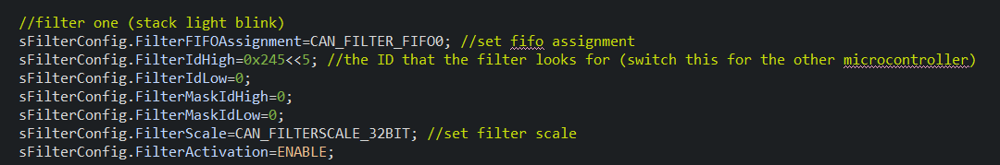 //filter one (stack light blink)
sFilterConfig.FilterFIFOAssignment=CAN_FILTER_FIFO0; //set fifo assignment
sFilterConfig.FilterIdHigh=0x245<<5; //the ID that the filter looks for (switch this for the other microcontroller)
sFilterConfig.FilterIdLow=0;
sFilterConfig.FilterMaskIdHigh=0;
sFilterConfig.FilterMaskIdLow=0;
sFilterConfig.FilterScale=CAN_FILTERSCALE_32BIT; //set filter scale
sFilterConfig.FilterActivation=ENABLE;